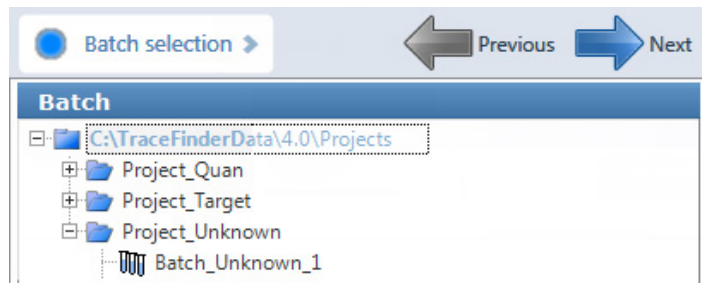 Batch selection Previous Next
Batch
C:\TraceFinderData\4.0\Projects
Project_Quan
Project_Target
Project_Unknown
Batch_Unknown_1